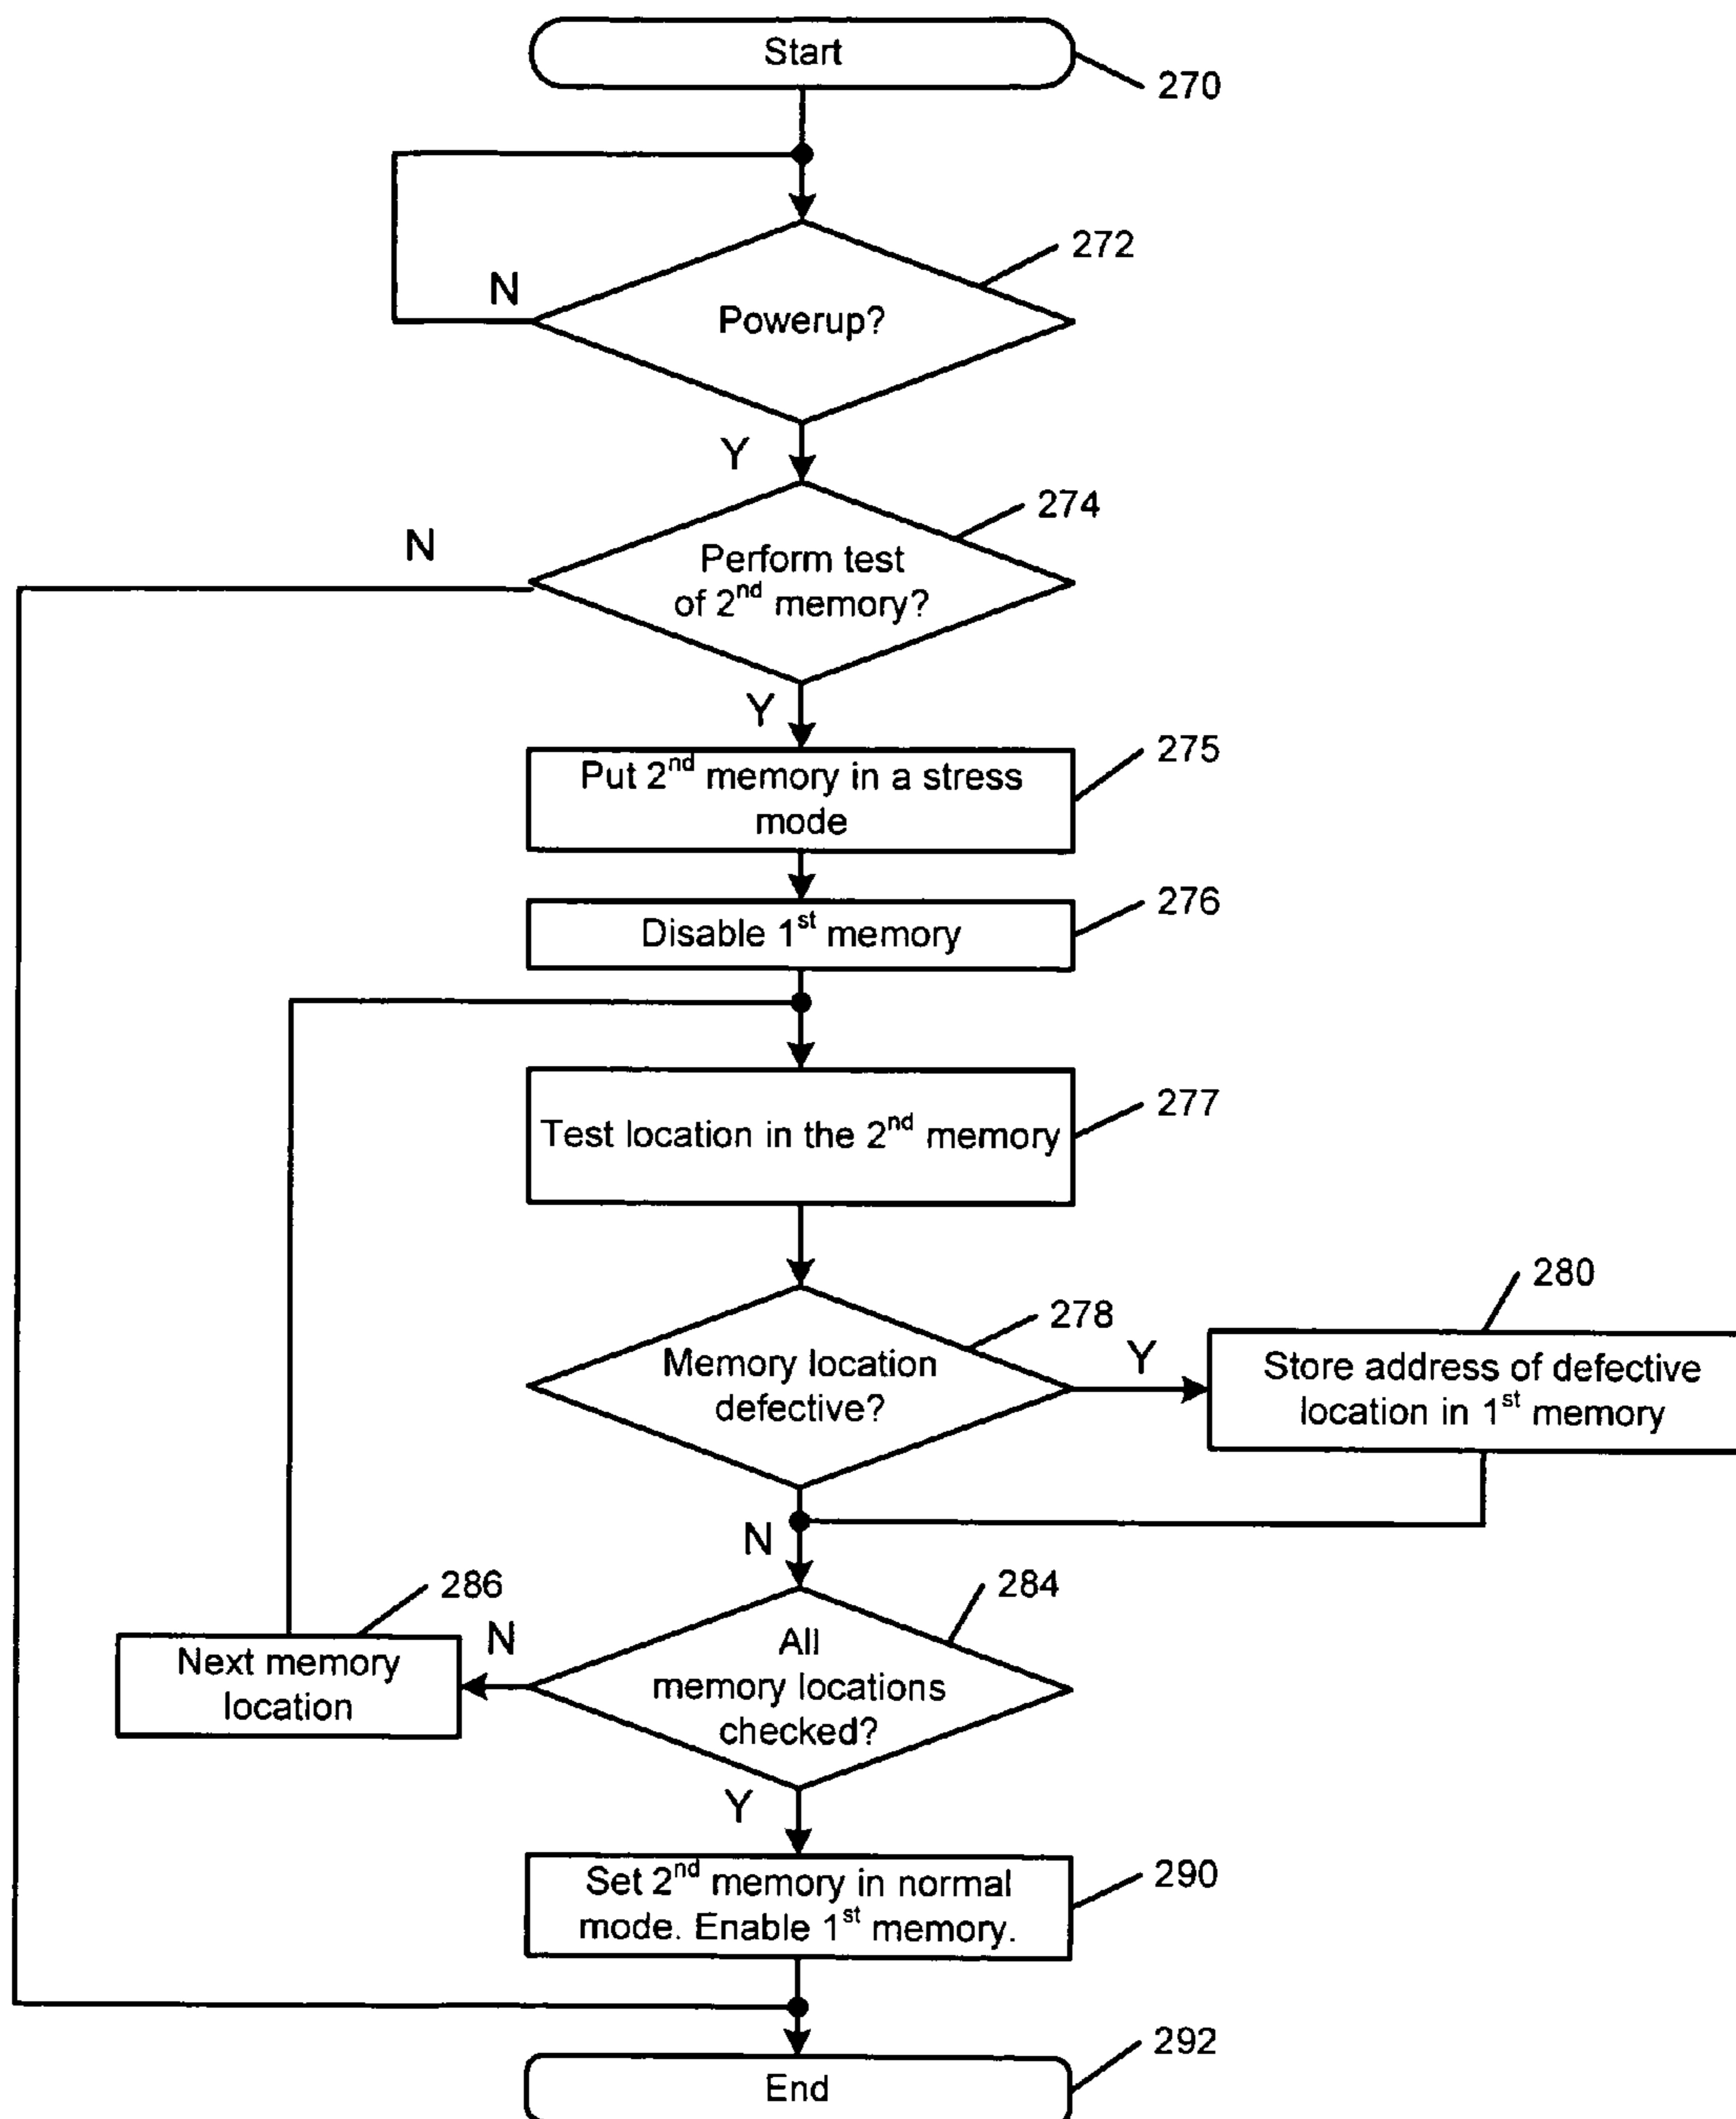 Start
270
272
N
Powerup?
Y
274
N
Perform test
of 2nd memory?
Y
275
Put 2nd memory in a stress
mode
276
Disable 1st memory
277
Test location in the 2nd memory
280
278
Memory location
defective?
Y
Store address of defective
location in 1st memory
N
286
284
Next memory
location
N
All
memory locations
checked?
Y
290
Set 2nd memory in normal
mode. Enable 1st memory.
292
End